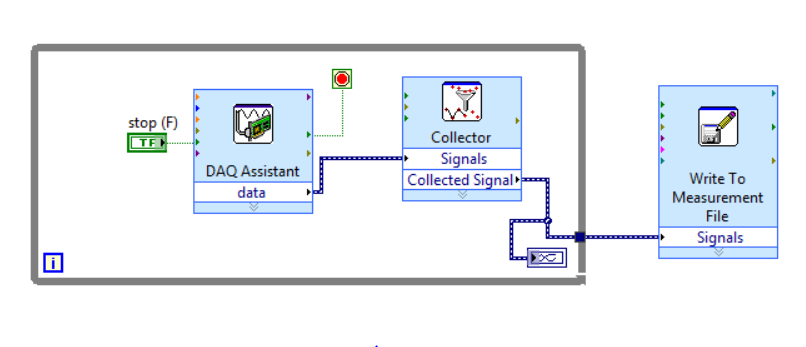 stop (F)
TF
DAQ Assistant
data
Collector
Signals
Collected Signal
Write To
Measurement
File
Signals
i